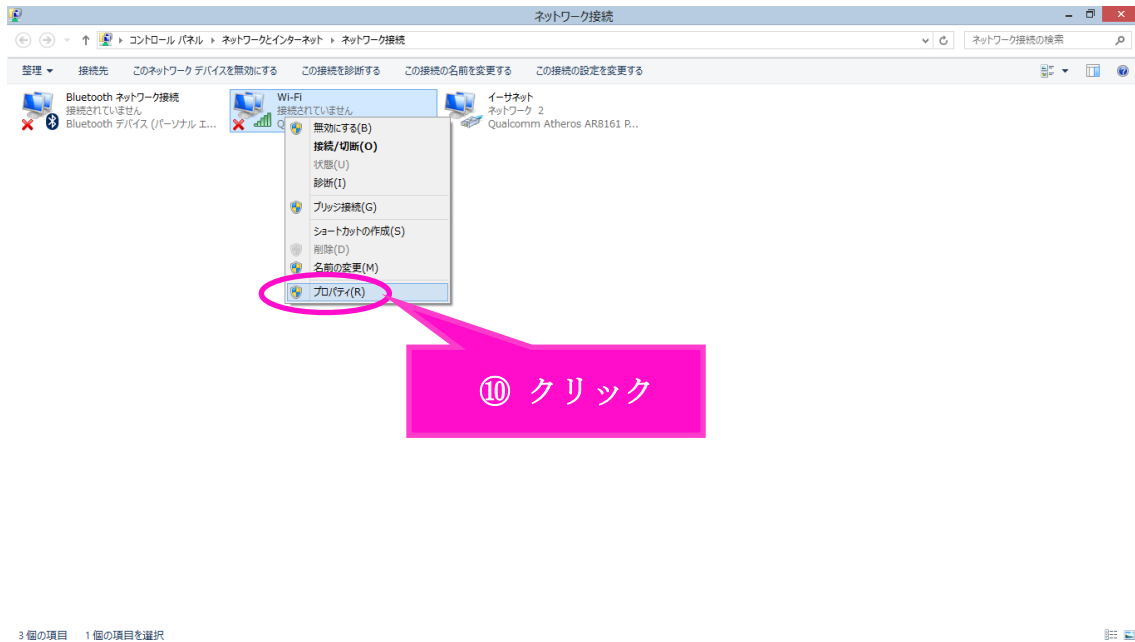 ネットワーク接続
コントロール パネル ▸ ネットワークとインターネット ▸ ネットワーク接続
ネットワーク接続の検索
整理 ▼ 接続先 このネットワーク デバイスを無効にする この接続を診断する この接続の名前を変更する この接続の設定を変更する
Bluetooth ネットワーク接続
接続されていません
Bluetooth デバイス (パーソナル エ...
Wi-Fi
接続されていません
イーサネット
ネットワーク 2
Qualcomm Atheros AR8161 P...
無効にする(B)
接続/切断(O)
状態(U)
診断(I)
ブリッジ接続(G)
ショートカットの作成(S)
削除(D)
名前の変更(M)
プロパティ(R)
⑩ クリック
3 個の項目 1 個の項目を選択